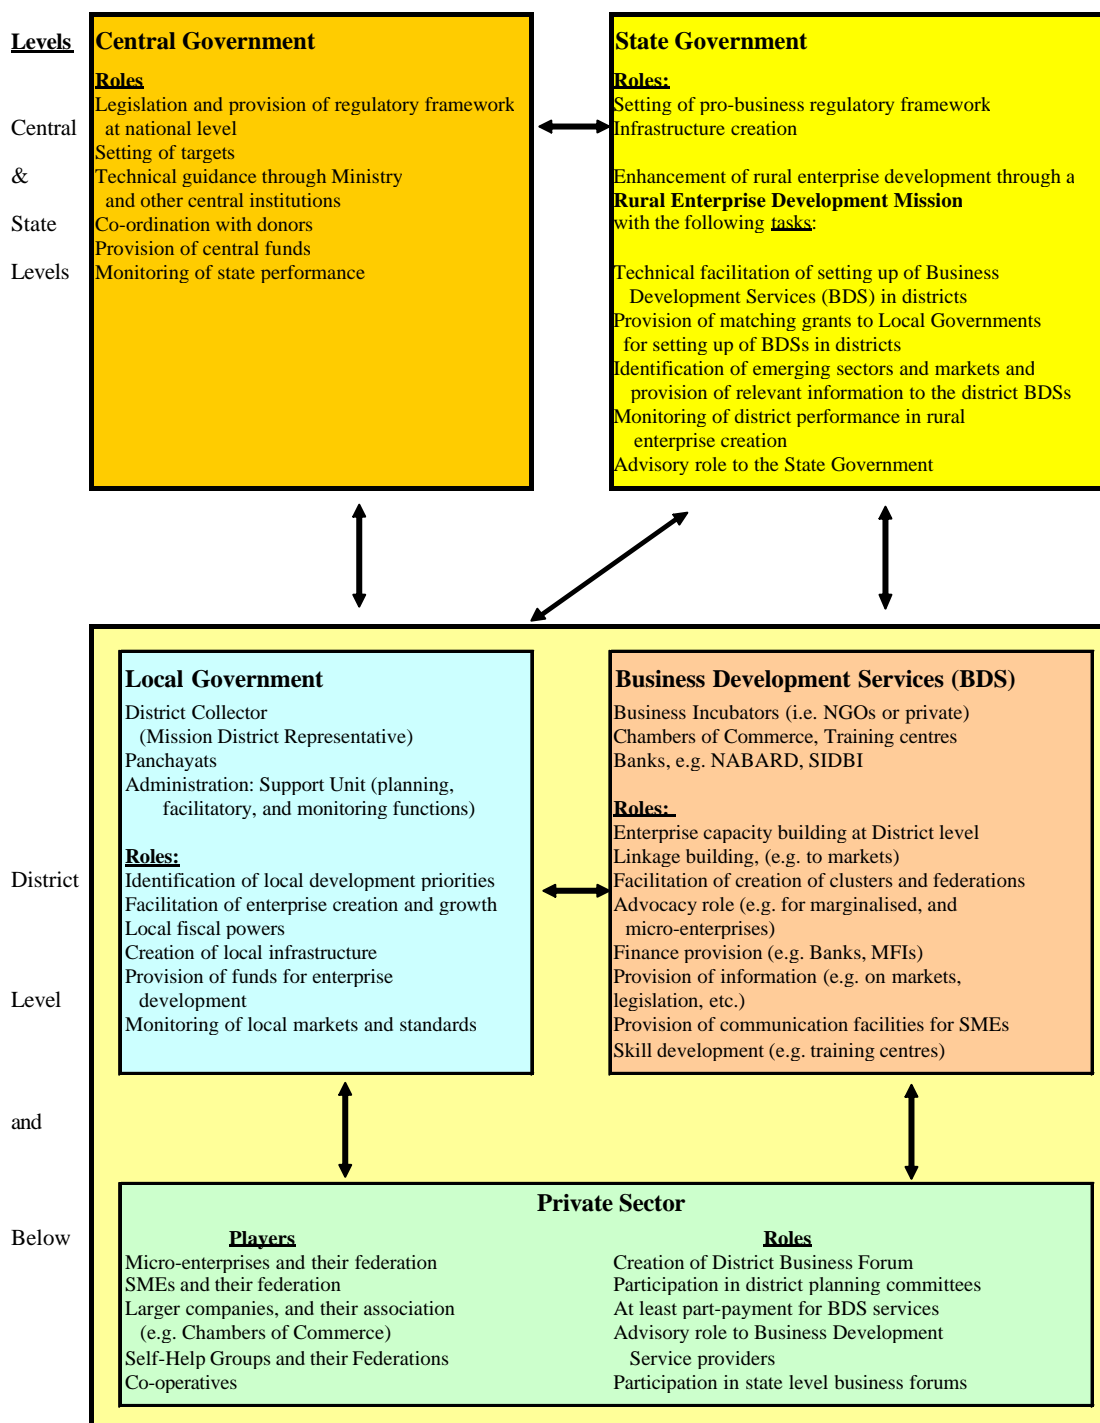 Levels
Central
&
State
Levels
Central Government
Roles
Legislation and provision of regulatory framework
at national level
Setting of targets
Technical guidance through Ministry
and other central institutions
Co-ordination with donors
Provision of central funds
Monitoring of state performance
State Government
Roles:
Setting of pro-business regulatory framework
Infrastructure creation
Enhancement of rural enterprise development through a
Rural Enterprise Development Mission
with the following tasks:
Technical facilitation of setting up of Business
Development Services (BDS) in districts
Provision of matching grants to Local Governments
for setting up of BDSs in districts
Identification of emerging sectors and markets and
provision of relevant information to the district BDSs
Monitoring of district performance in rural
enterprise creation
Advisory role to the State Government
District
Level
and
Below
Local Government
District Collector
(Mission District Representative)
Panchayats
Administration: Support Unit (planning,
facilitatory, and monitoring functions)
Roles:
Identification of local development priorities
Facilitation of enterprise creation and growth
Local fiscal powers
Creation of local infrastructure
Provision of funds for enterprise
development
Monitoring of local markets and standards
Business Development Services (BDS)
Business Incubators (i.e. NGOs or private)
Chambers of Commerce, Training centres
Banks, e.g. NABARD, SIDBI
Roles:
Enterprise capacity building at District level
Linkage building, (e.g. to markets)
Facilitation of creation of clusters and federations
Advocacy role (e.g. for marginalised, and
micro-enterprises)
Finance provision (e.g. Banks, MFIs)
Provision of information (e.g. on markets,
legislation, etc.)
Provision of communication facilities for SMEs
Skill development (e.g. training centres)
Private Sector
Players
Micro-enterprises and their federation
SMEs and their federation
Larger companies, and their association
(e.g. Chambers of Commerce)
Self-Help Groups and their Federations
Co-operatives
Roles
Creation of District Business Forum
Participation in district planning committees
At least part-payment for BDS services
Advisory role to Business Development
Service providers
Participation in state level business forums